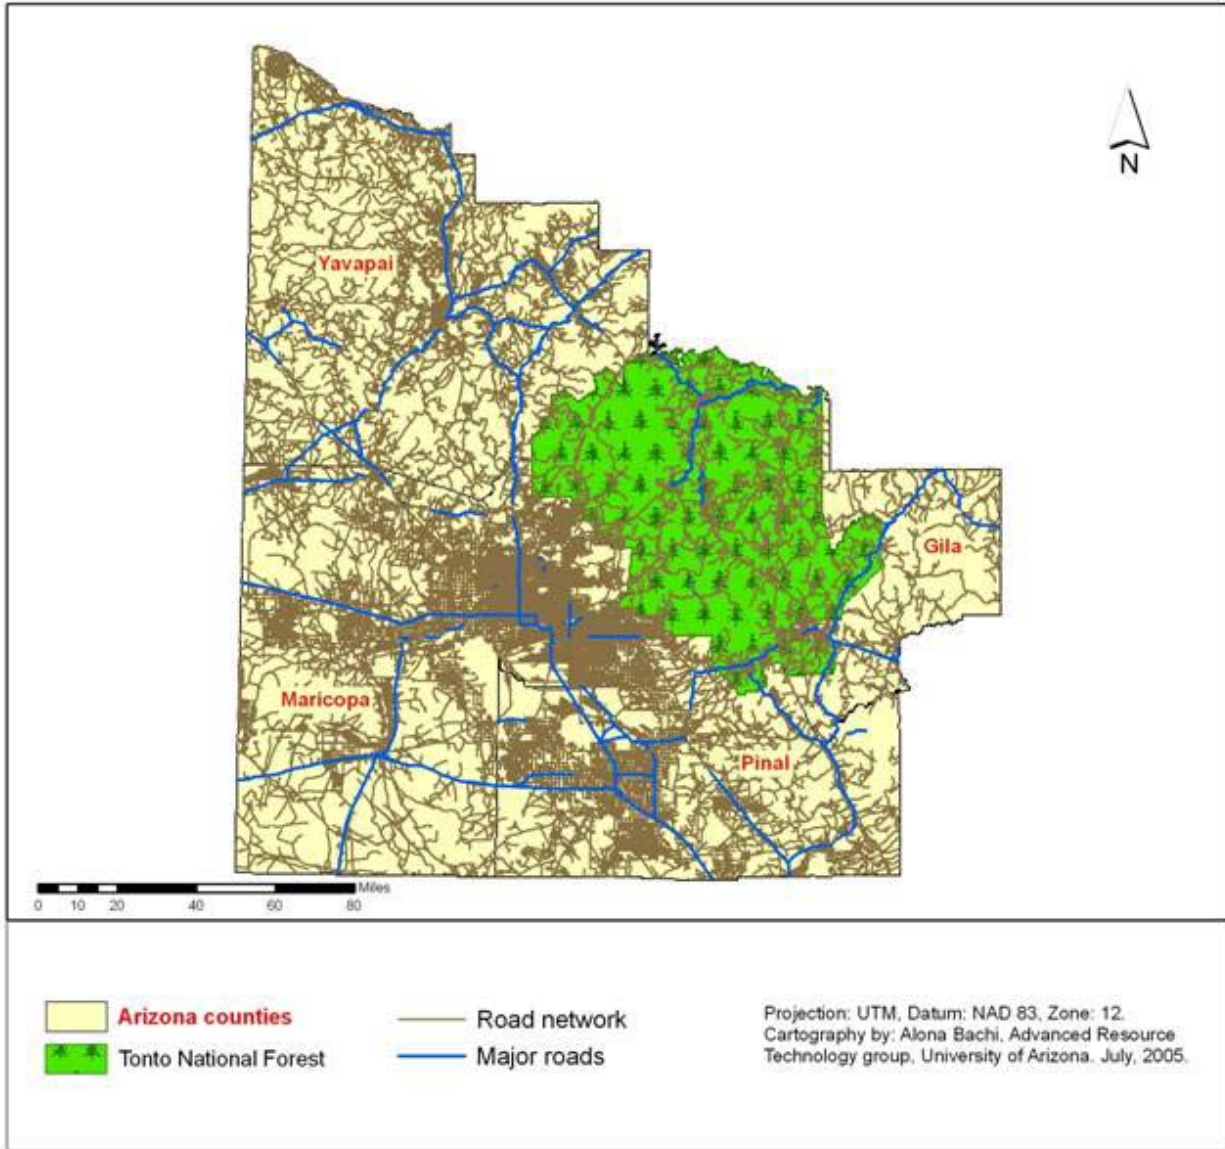 N
Yavapai
Gila
Maricopa
Pinal
Miles
0 10 20 40 60 80
Arizona counties
Tonto National Forest
Road network
Major roads
Projection: UTM, Datum: NAD 83, Zone: 12.
Cartography by: Alona Bachi, Advanced Resource
Technology group, University of Arizona. July, 2005.